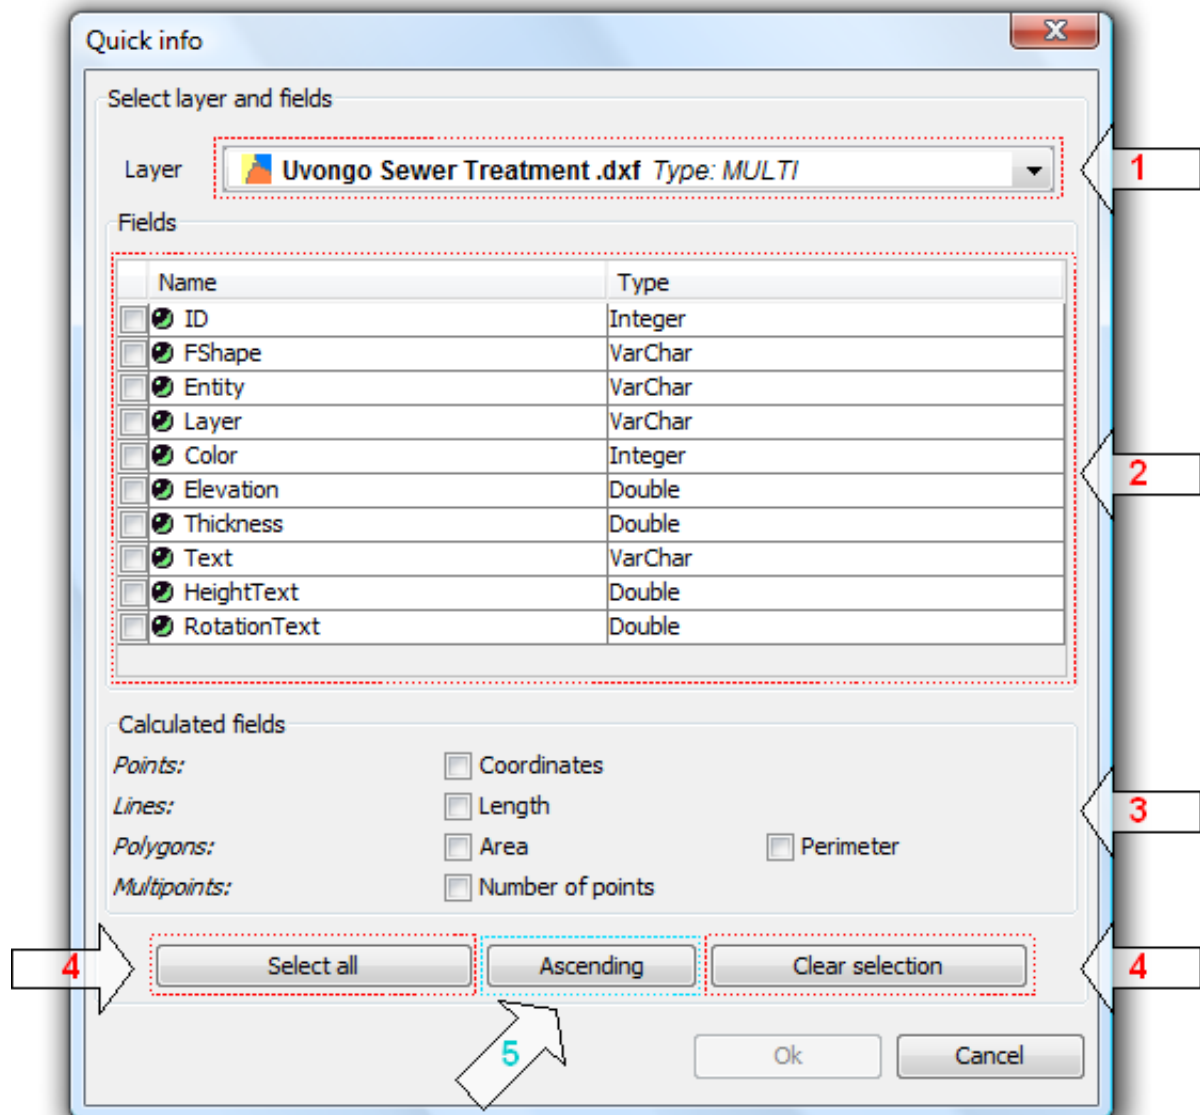 Quick info
Select layer and fields
Layer Uvongo Sewer Treatment .dxf Type: MULTI 1
Fields
Name Type
ID Integer
FShape VarChar
Entity VarChar
Layer VarChar
Color Integer
Elevation Double 2
Thickness Double
Text VarChar
HeightText Double
RotationText Double
Calculated fields
Points: Coordinates
Lines: Length 3
Polygons: Area Perimeter
Multipoints: Number of points
4 Select all Ascending Clear selection 4
5 Ok Cancel